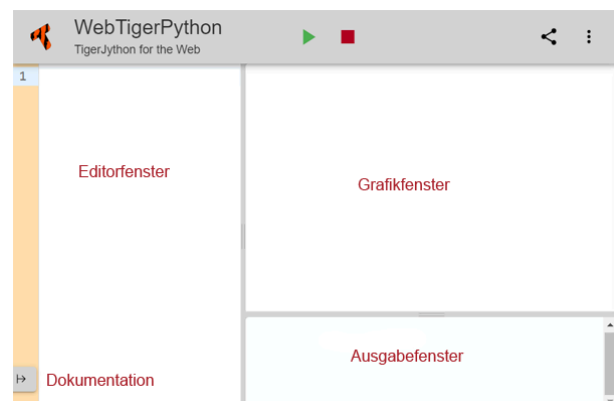 WebTigerPython
TigerJython for the Web
1
Editorfenster
Grafikfenster
Ausgabefenster
Dokumentation